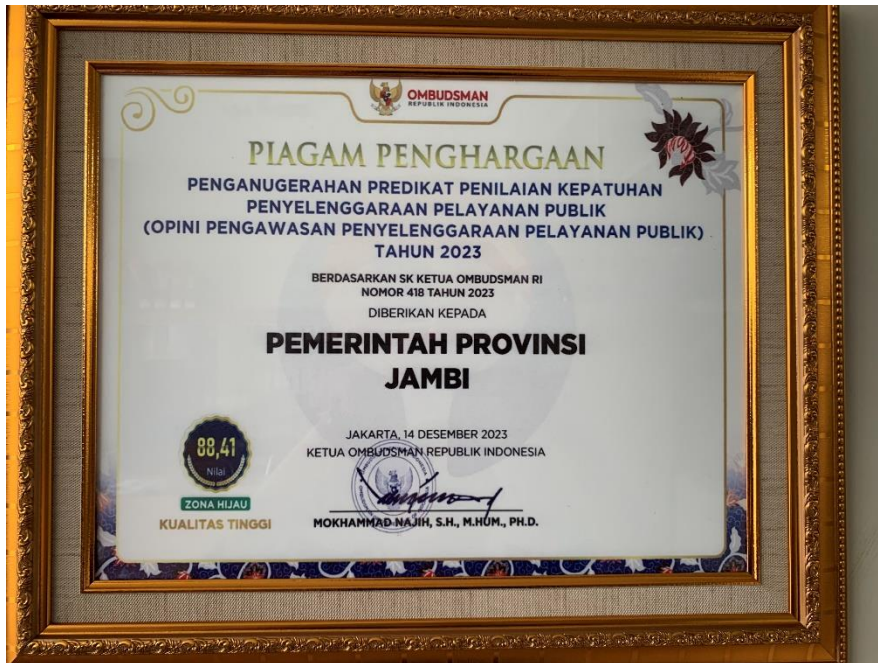 OMBUDSMAN
REPUBLIK INDONESIA
PIAGAM PENGHARGAAN
PENGANUGERAHAN PREDIKAT PENILAIAN KEPATUHAN
PENYELENGGARAAN PELAYANAN PUBLIK
(OPINI PENGAWASAN PENYELENGGARAAN PELAYANAN PUBLIK)
TAHUN 2023
BERDASARKAN SK KETUA OMBUDSMAN RI
NOMOR 418 TAHUN 2023
DIBERIKAN KEPADA
PEMERINTAH PROVINSI
JAMBI
JAKARTA, 14 DESEMBER 2023
KETUA OMBUDSMAN REPUBLIK INDONESIA
MOKHAMMAD NAJIH, S.H., M.HUM., PH.D.
88,41
Nilai
ZONA HIJAU
KUALITAS TINGGI